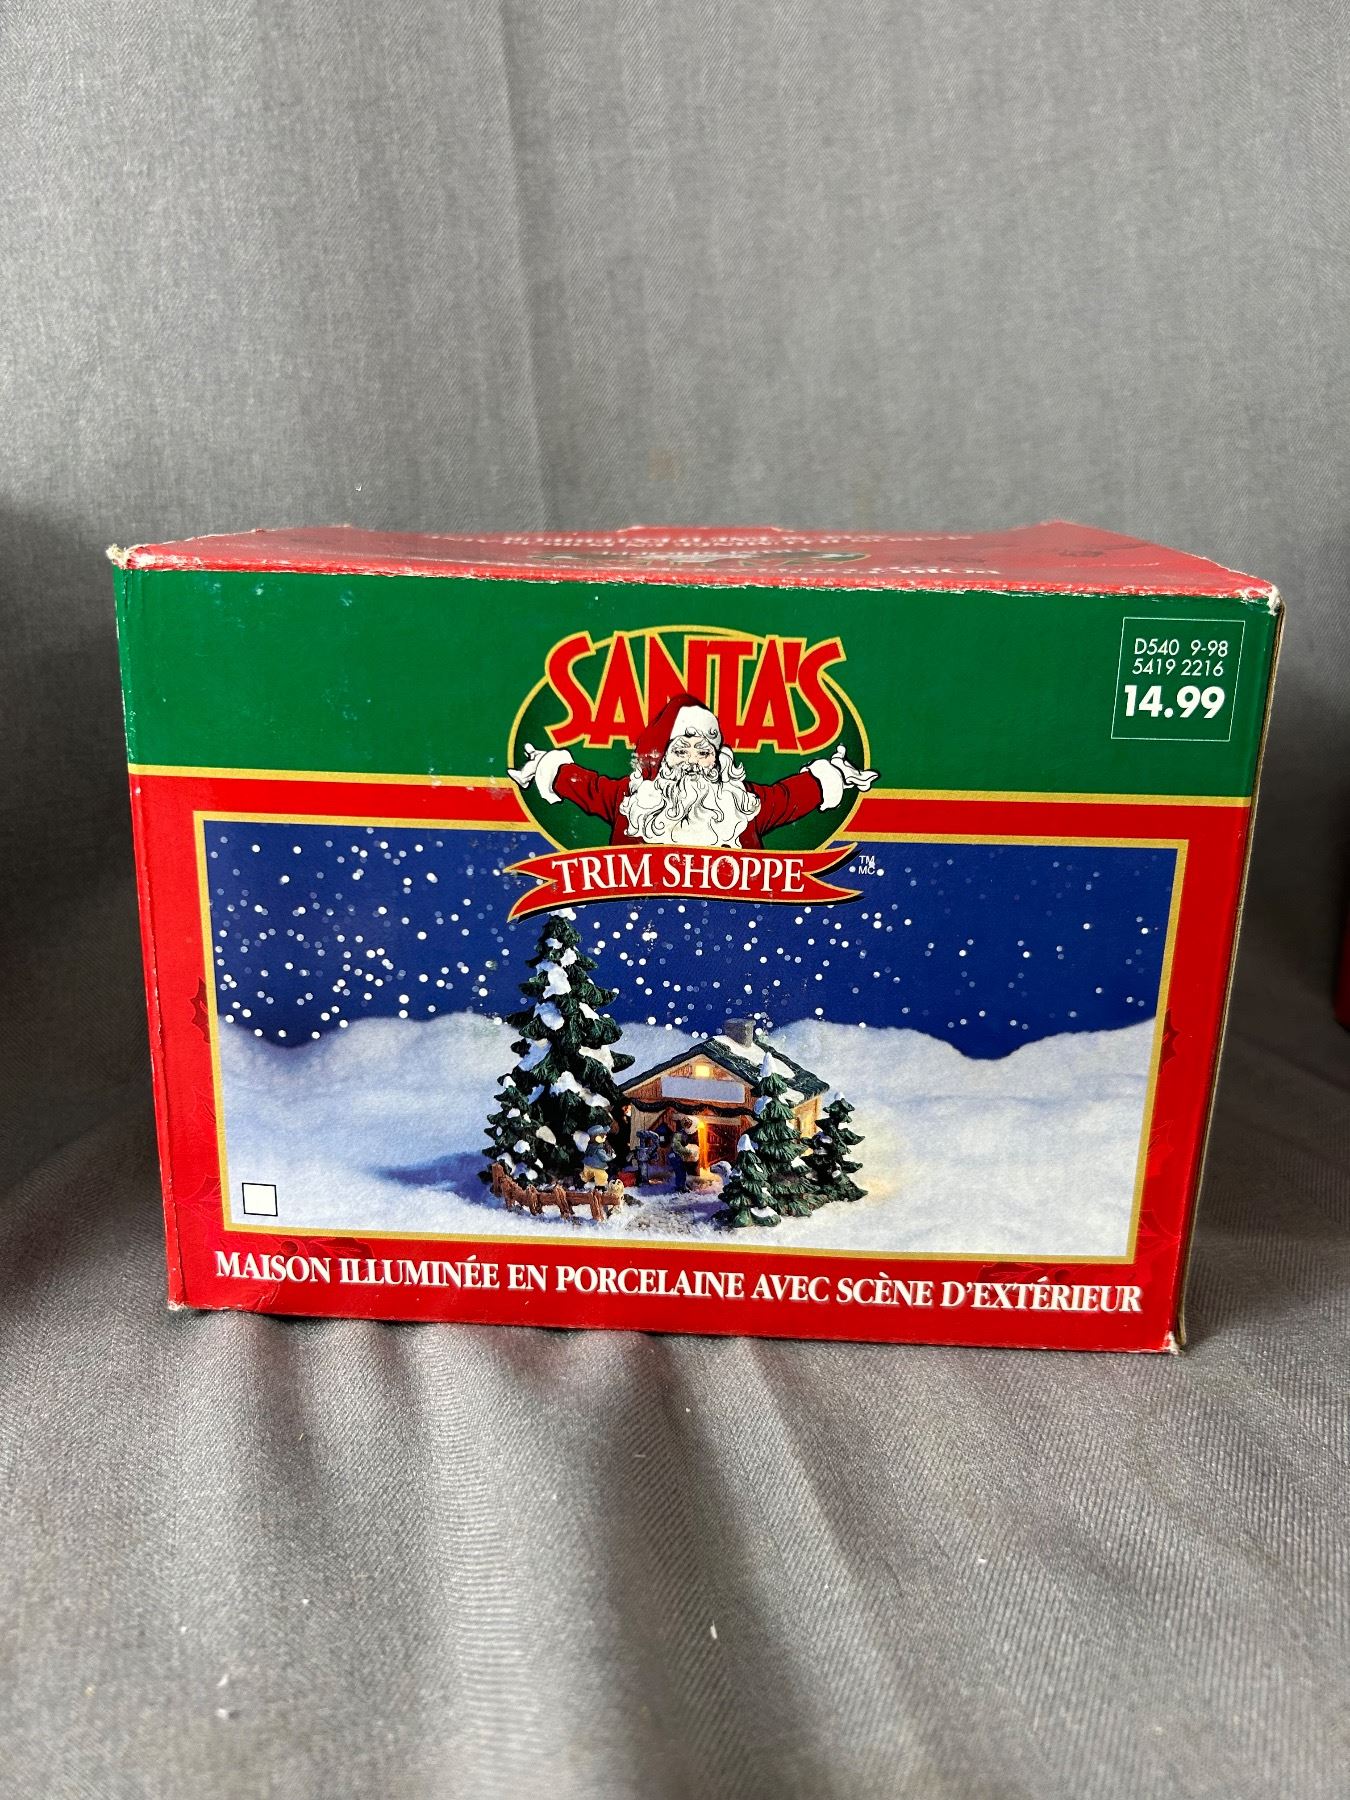 SANTA'S
TRIM SHOPPE
TM
MC
D540 9-98
5419 2216
14.99
MAISON ILLUMINÉE EN PORCELAINE AVEC SCÈNE D'EXTÉRIEUR